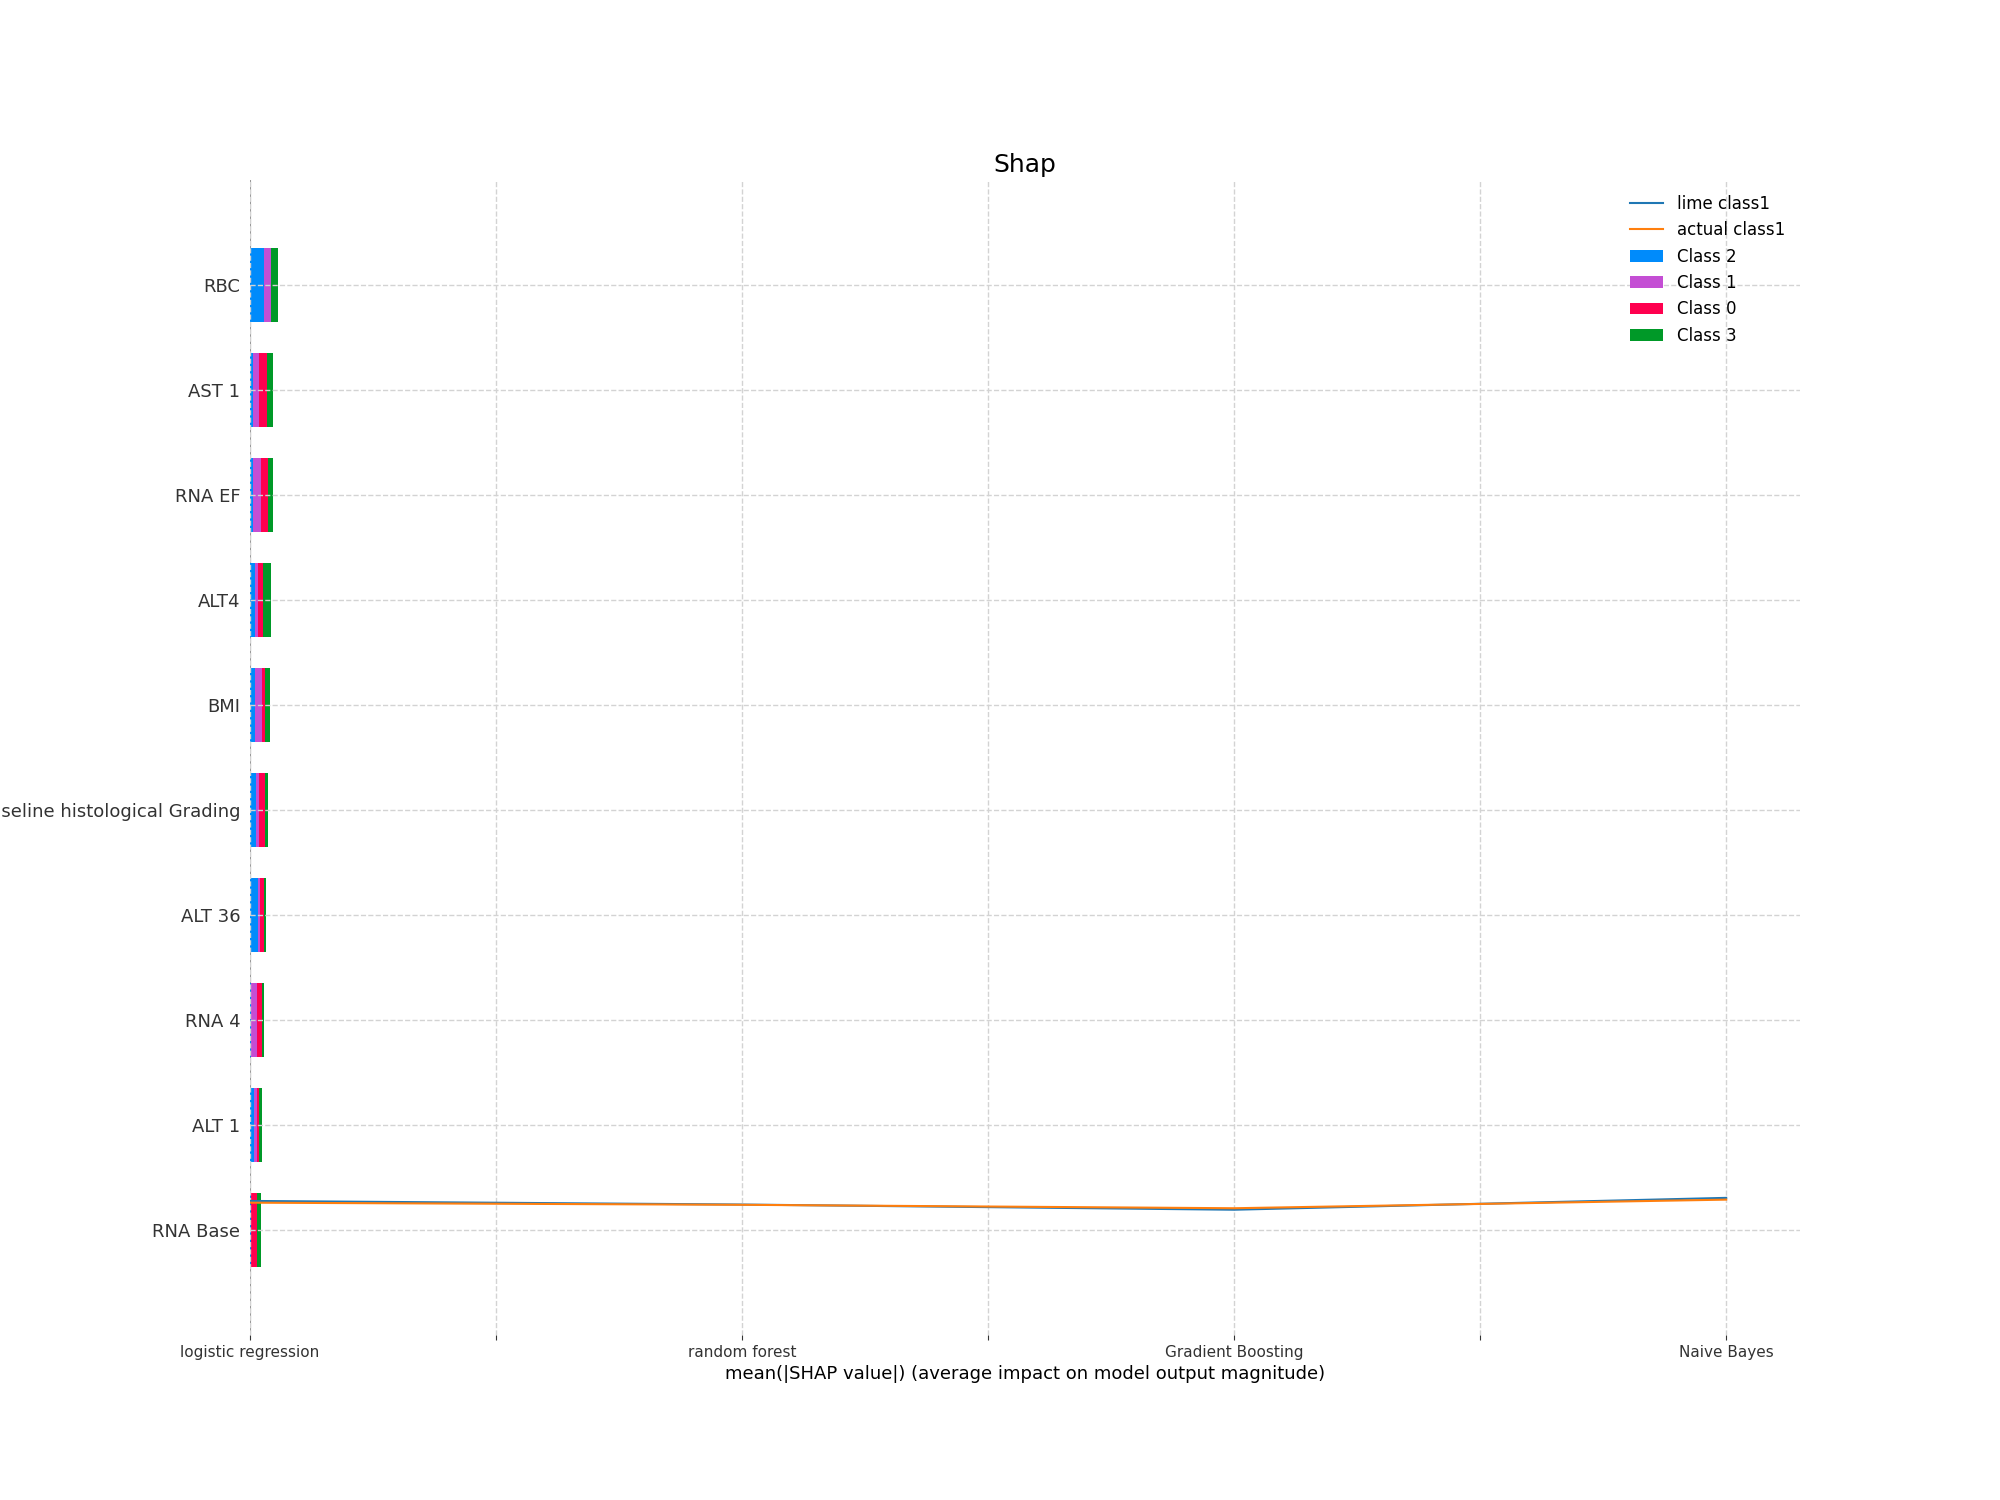 Shap
lime class1
actual class1
Class 2
Class 1
Class 0
Class 3
RBC
AST 1
RNA EF
ALT4
BMI
seline histological Grading
ALT 36
RNA 4
ALT 1
RNA Base
logistic regression
random forest
Gradient Boosting
Naive Bayes
mean(|SHAP value|) (average impact on model output magnitude)